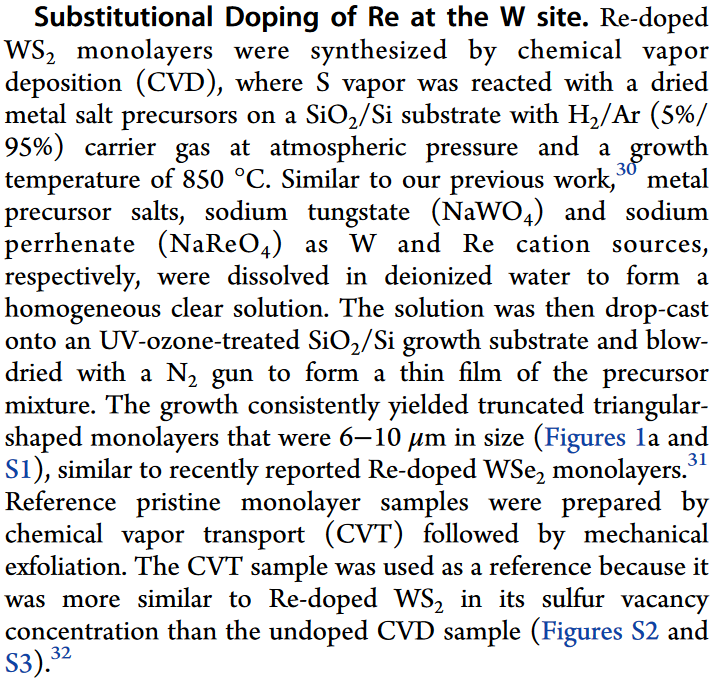 Substitutional Doping of Re at the W site. Re-doped
WS₂ monolayers were synthesized by chemical vapor
deposition (CVD), where S vapor was reacted with a dried
metal salt precursors on a SiO₂/Si substrate with H₂/Ar (5%/
95%) carrier gas at atmospheric pressure and a growth
temperature of 850 °C. Similar to our previous work,³⁰ metal
precursor salts, sodium tungstate (NaWO₄) and sodium
perrhenate (NaReO₄) as W and Re cation sources,
respectively, were dissolved in deionized water to form a
homogeneous clear solution. The solution was then drop-cast
onto an UV-ozone-treated SiO₂/Si growth substrate and blow-
dried with a N₂ gun to form a thin film of the precursor
mixture. The growth consistently yielded truncated triangular-
shaped monolayers that were 6−10 μm in size (Figures 1a and
S1), similar to recently reported Re-doped WSe₂ monolayers.³¹
Reference pristine monolayer samples were prepared by
chemical vapor transport (CVT) followed by mechanical
exfoliation. The CVT sample was used as a reference because it
was more similar to Re-doped WS₂ in its sulfur vacancy
concentration than the undoped CVD sample (Figures S2 and
S3).³²